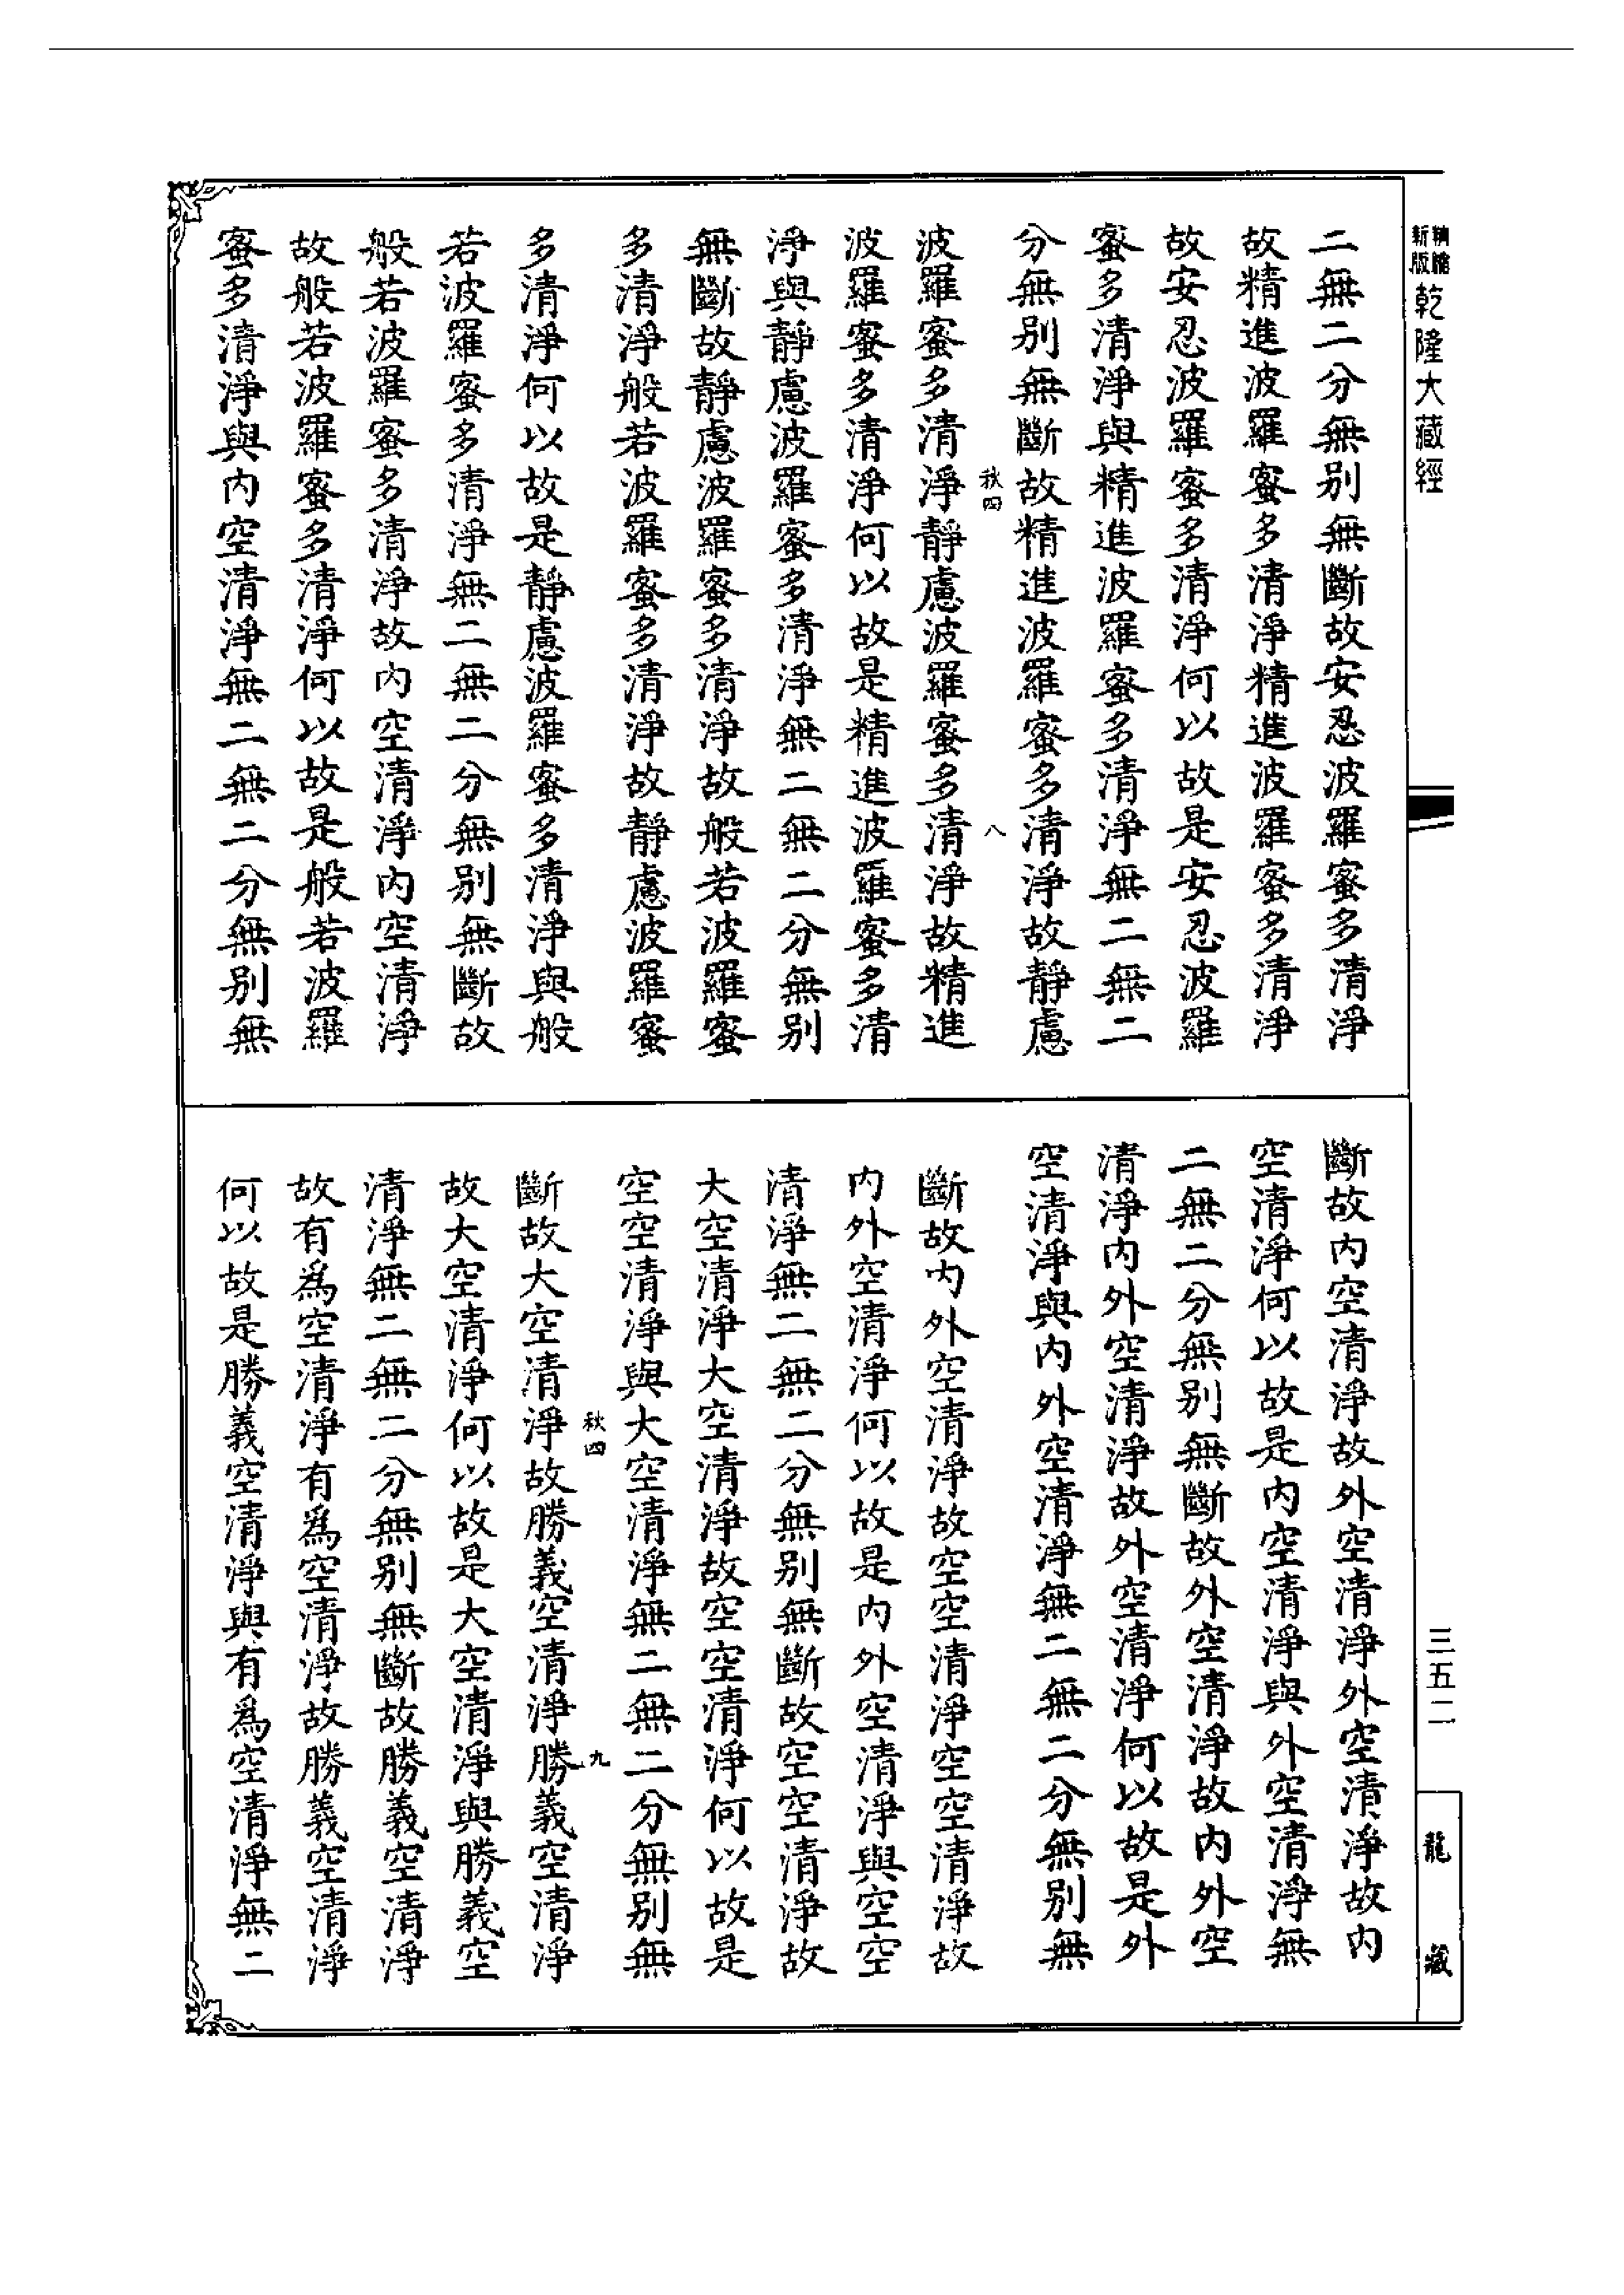 精縮新版乾隆大藏經
二無二分無别無斷故安忍波羅蜜多清淨
故精進波羅蜜多清淨精進波羅蜜多清淨
故安忍波羅蜜多清淨何以故是安忍波羅
蜜多清淨與精進波羅蜜多清淨無二無二
分無别無斷故精進波羅蜜多清淨故靜慮
秋四 八
波羅蜜多清淨靜慮波羅蜜多清淨故精進
波羅蜜多清淨何以故是精進波羅蜜多清
淨與靜慮波羅蜜多清淨無二無二分無别
無斷故靜慮波羅蜜多清淨故般若波羅蜜
多清淨般若波羅蜜多清淨故靜慮波羅蜜
多清淨何以故是靜慮波羅蜜多清淨與般
若波羅蜜多清淨無二無二分無别無斷故
般若波羅蜜多清淨故内空清淨内空清淨
故般若波羅蜜多清淨何以故是般若波羅
蜜多清淨與内空清淨無二無二分無别無
斷故内空清淨故外空清淨外空清淨故内
空清淨何以故是内空清淨與外空清淨無
二無二分無别無斷故外空清淨故内外空
清淨内外空清淨故外空清淨何以故是外
空清淨與内外空清淨無二無二分無别無
斷故内外空清淨故空空清淨空空清淨故
内外空清淨何以故是内外空清淨與空空
清淨無二無二分無别無斷故空空清淨故
大空清淨大空清淨故空空清淨何以故是
空空清淨與大空清淨無二無二分無别無
秋四 九
斷故大空清淨故勝義空清淨勝義空清淨
故大空清淨何以故是大空清淨與勝義空
清淨無二無二分無别無斷故勝義空清淨
故有爲空清淨有爲空清淨故勝義空清淨
何以故是勝義空清淨與有爲空清淨無二
三五二
龍藏